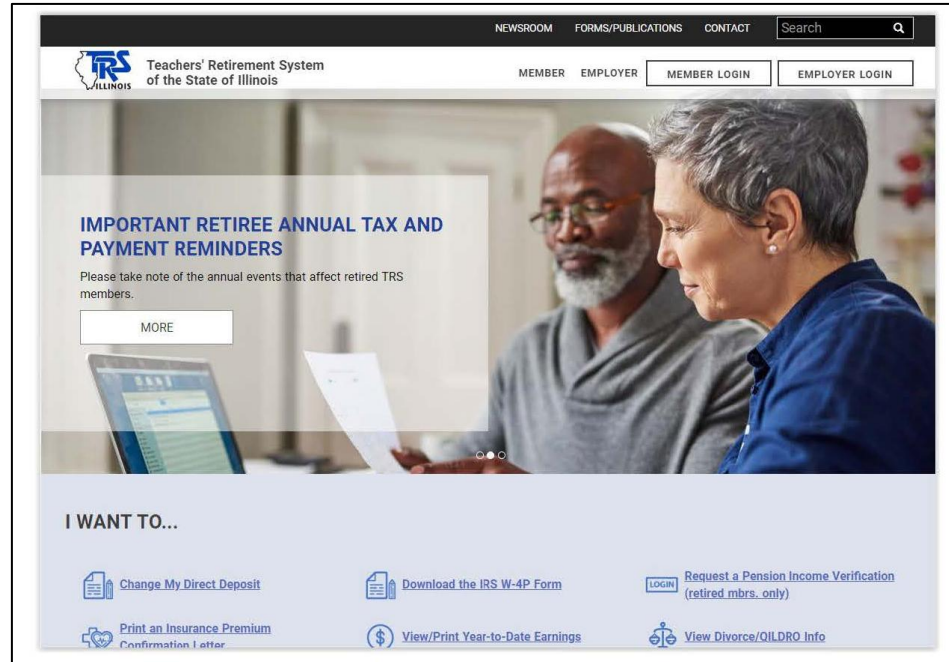 NEWSROOM FORMS/PUBLICATIONS CONTACT Search
TRS
ILLINOIS
Teachers' Retirement System
of the State of Illinois
MEMBER EMPLOYER MEMBER LOGIN EMPLOYER LOGIN
IMPORTANT RETIREE ANNUAL TAX AND
PAYMENT REMINDERS
Please take note of the annual events that affect retired TRS
members.
MORE
I WANT TO...
Change My Direct Deposit
Download the IRS W-4P Form
LOGIN
Request a Pension Income Verification
(retired mbrs. only)
Print an Insurance Premium
Confirmation Letter
$
View/Print Year-to-Date Earnings
View Divorce/QILDRO Info